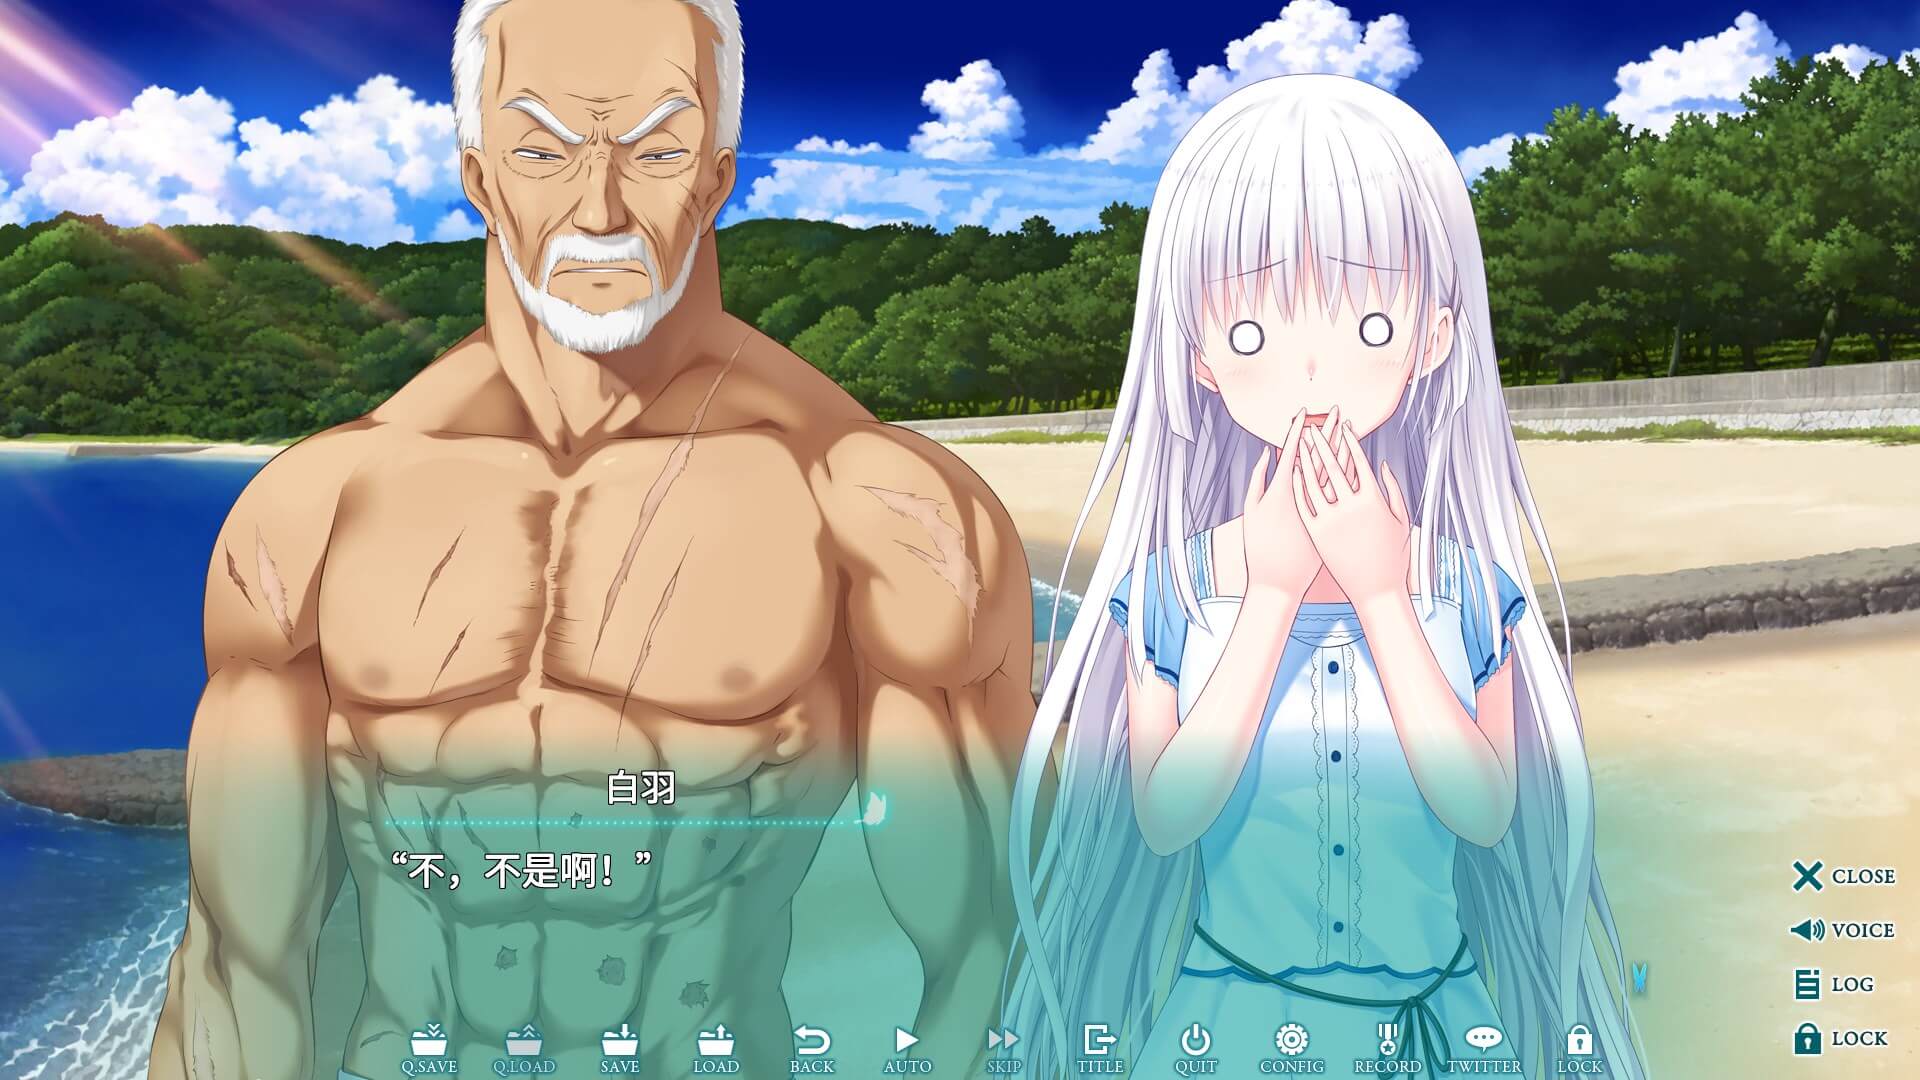 白羽
“不，不是啊！”
CLOSE
VOICE
LOG
LOCK
Q.SAVE
Q.LOAD
SAVE
LOAD
BACK
AUTO
SKIP
TITLE
QUIT
CONFIG
RECORD
TWITTER
LOCK